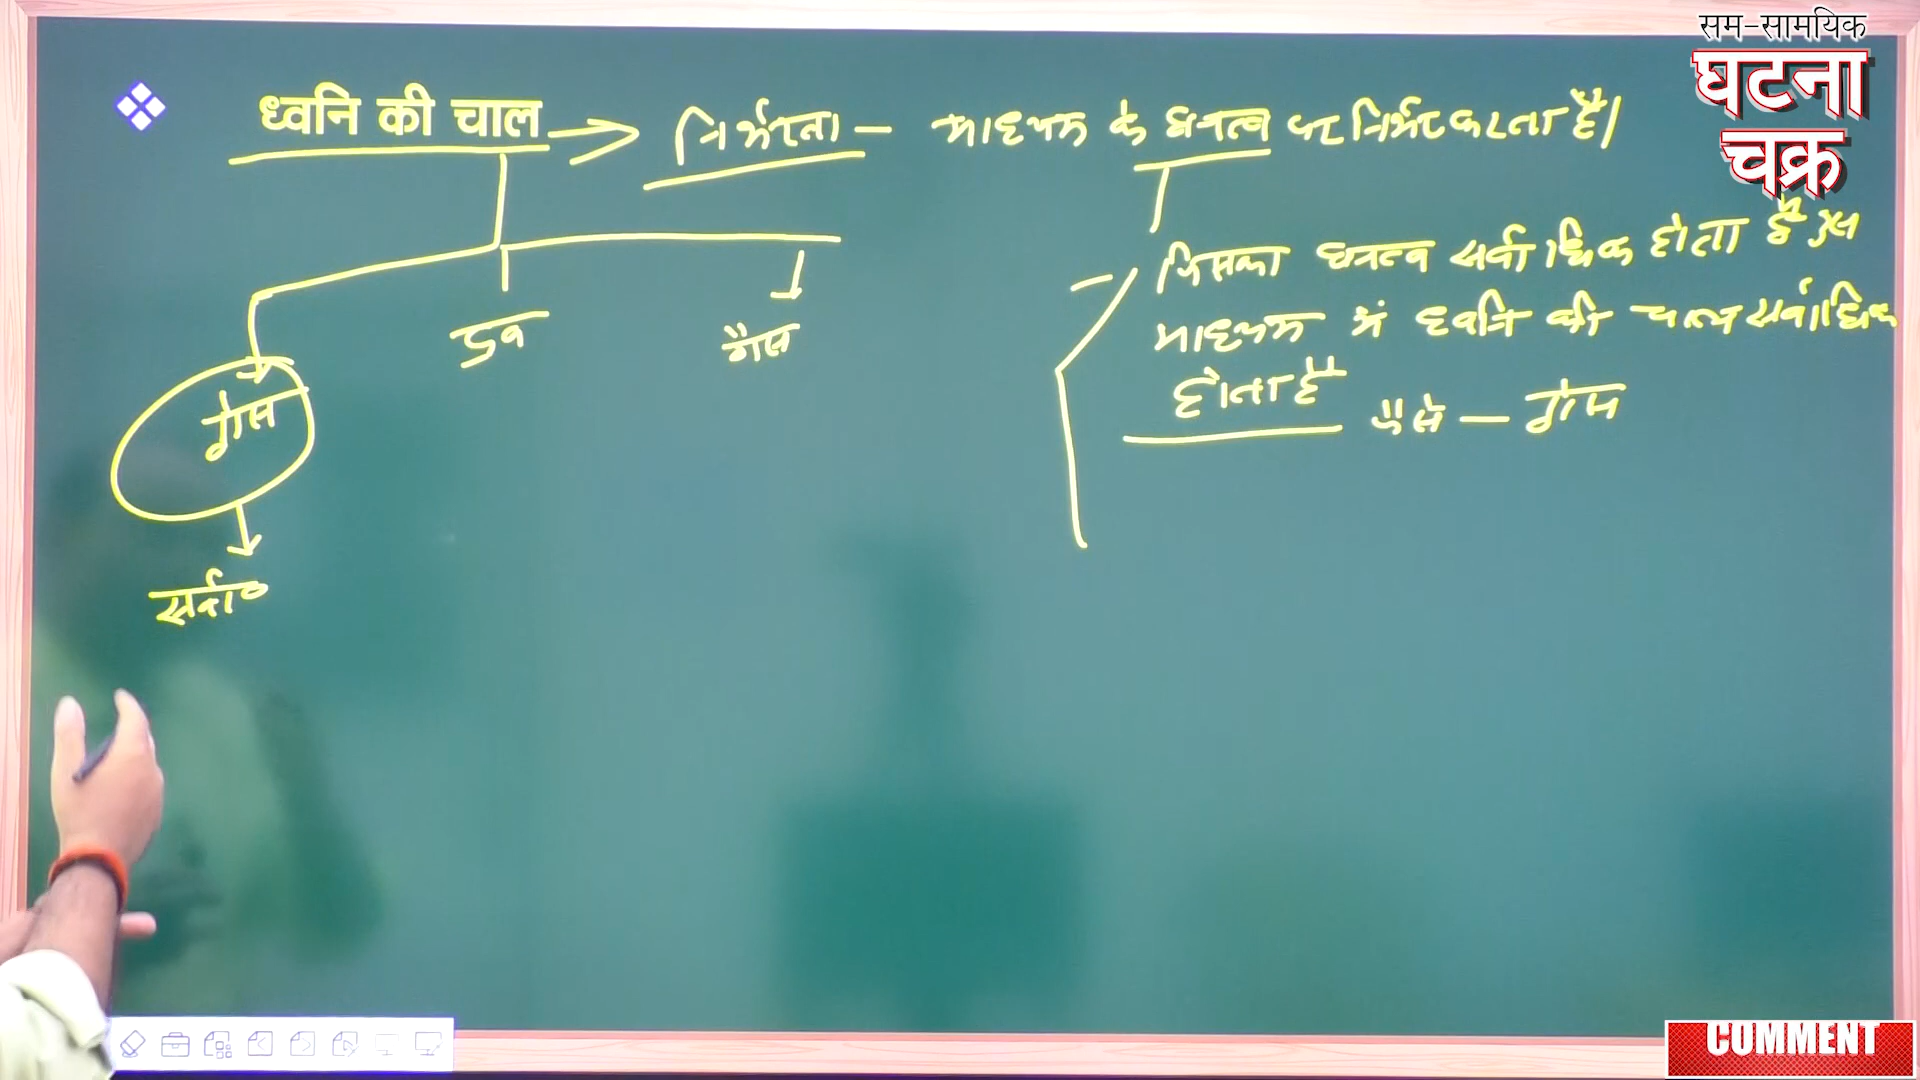 सम-सामयिक
घटना
चक्र
ध्वनि की चाल
निर्भरता — माध्यम के घनत्व पर निर्भर करता है।
जिसका घनत्व सर्वाधिक होता है उस
माध्यम में ध्वनि की चाल सर्वाधिक
होता है जैसे — ठोस
ठोस
द्रव
गैस
सर्वा०
COMMENT